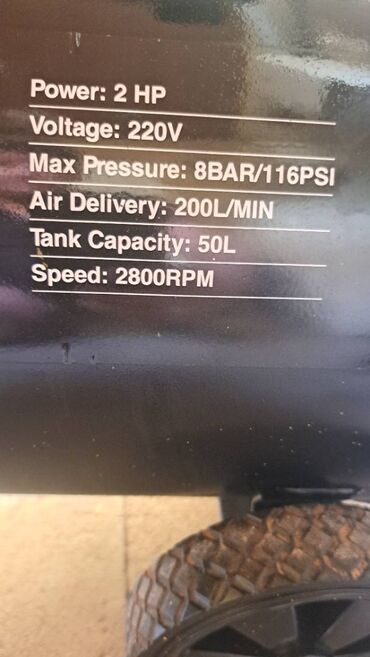 Power: 2 HP
Voltage: 220V
Max Pressure: 8BAR/116PSI
Air Delivery: 200L/MIN
Tank Capacity: 50L
Speed: 2800RPM